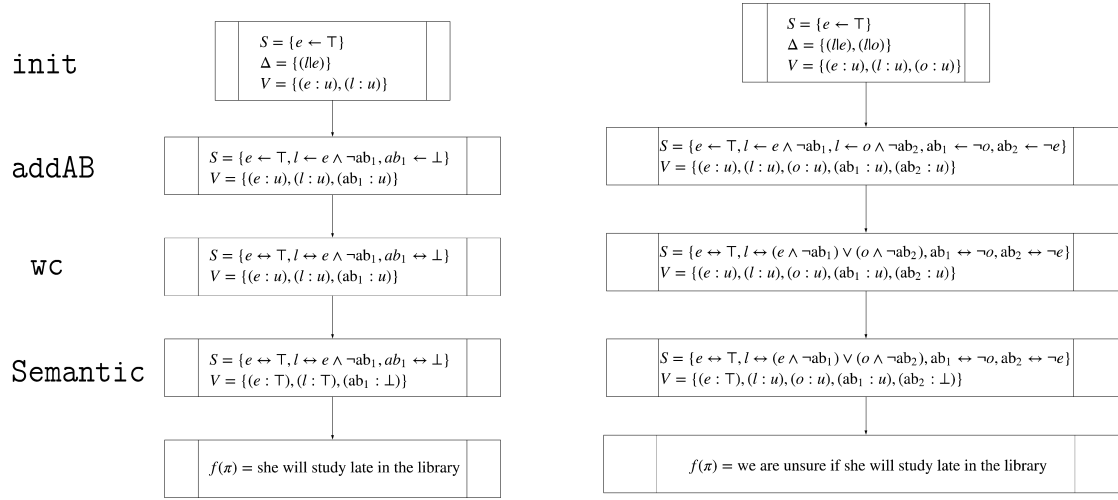 init
S = {e ← ⊤}
Δ = {(l|e)}
V = {(e : u), (l : u)}
S = {e ← ⊤}
Δ = {(l|e), (l|o)}
V = {(e : u), (l : u), (o : u)}
addAB
S = {e ← ⊤, l ← e ∧ ¬ab₁, ab₁ ← ⊥}
V = {(e : u), (l : u), (ab₁ : u)}
S = {e ← ⊤, l ← e ∧ ¬ab₁, l ← o ∧ ¬ab₂, ab₁ ← ¬o, ab₂ ← ¬e}
V = {(e : u), (l : u), (o : u), (ab₁ : u), (ab₂ : u)}
wc
S = {e ↔ ⊤, l ↔ e ∧ ¬ab₁, ab₁ ↔ ⊥}
V = {(e : u), (l : u), (ab₁ : u)}
S = {e ↔ ⊤, l ↔ (e ∧ ¬ab₁) ∨ (o ∧ ¬ab₂), ab₁ ↔ ¬o, ab₂ ↔ ¬e}
V = {(e : u), (l : u), (o : u), (ab₁ : u), (ab₂ : u)}
Semantic
S = {e ↔ ⊤, l ↔ e ∧ ¬ab₁, ab₁ ↔ ⊥}
V = {(e : ⊤), (l : ⊤), (ab₁ : ⊥)}
S = {e ↔ ⊤, l ↔ (e ∧ ¬ab₁) ∨ (o ∧ ¬ab₂), ab₁ ↔ ¬o, ab₂ ↔ ¬e}
V = {(e : ⊤), (l : u), (o : u), (ab₁ : u), (ab₂ : ⊥)}
f(π) = she will study late in the library
f(π) = we are unsure if she will study late in the library